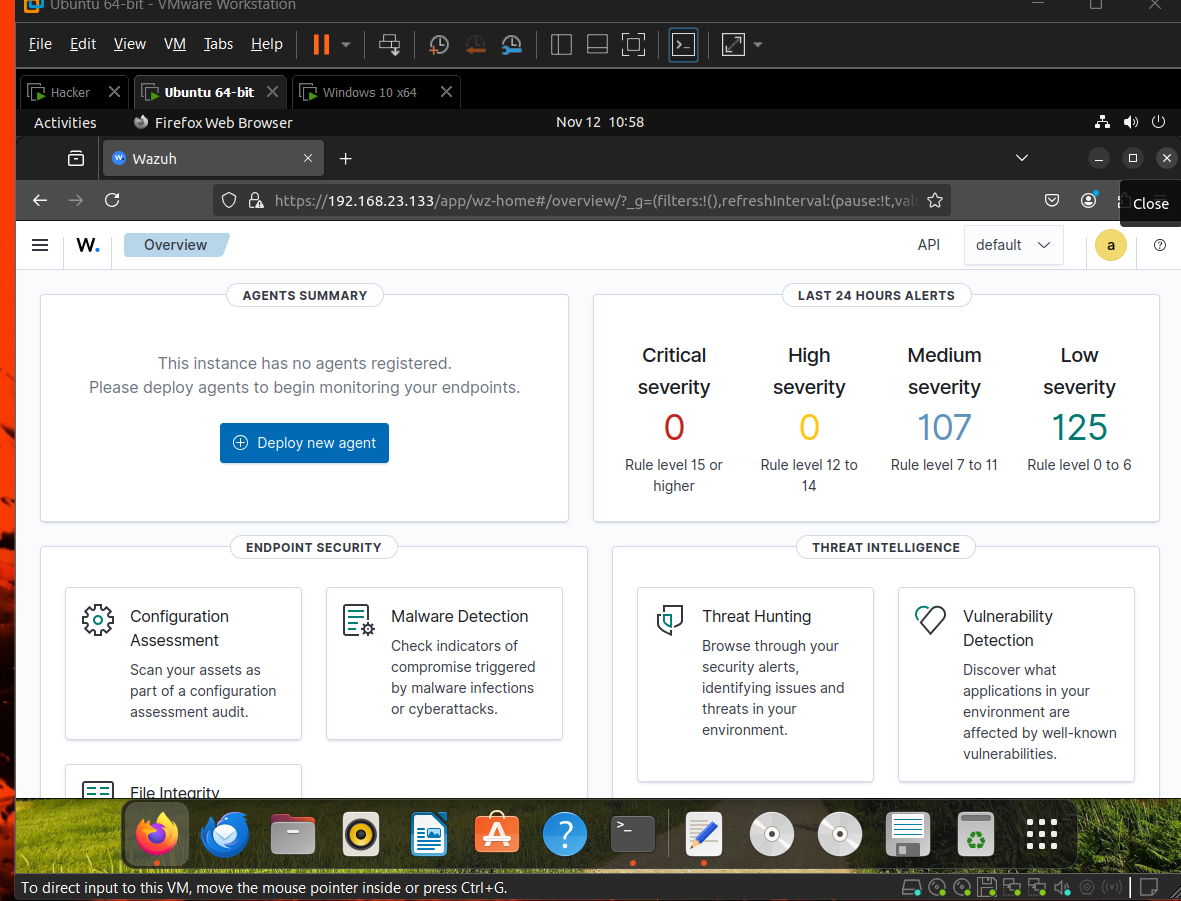 Ubuntu 64-bit - VMware Workstation
File Edit View VM Tabs Help
Hacker Ubuntu 64-bit Windows 10 x64
Activities Firefox Web Browser Nov 12 10:58
Wazuh
https://192.168.23.133/app/wz-home#/overview/?_g=(filters:!(),refreshInterval:(pause:!t,valu
Close
W. Overview API default a
AGENTS SUMMARY
This instance has no agents registered.
Please deploy agents to begin monitoring your endpoints.
Deploy new agent
LAST 24 HOURS ALERTS
Critical severity
0
Rule level 15 or higher
High severity
0
Rule level 12 to 14
Medium severity
107
Rule level 7 to 11
Low severity
125
Rule level 0 to 6
ENDPOINT SECURITY
Configuration
Assessment
Scan your assets as
part of a configuration
assessment audit.
Malware Detection
Check indicators of
compromise triggered
by malware infections
or cyberattacks.
File Integrity
THREAT INTELLIGENCE
Threat Hunting
Browse through your
security alerts,
identifying issues and
threats in your
environment.
Vulnerability
Detection
Discover what
applications in your
environment are
affected by well-known
vulnerabilities.
To direct input to this VM, move the mouse pointer inside or press Ctrl+G.